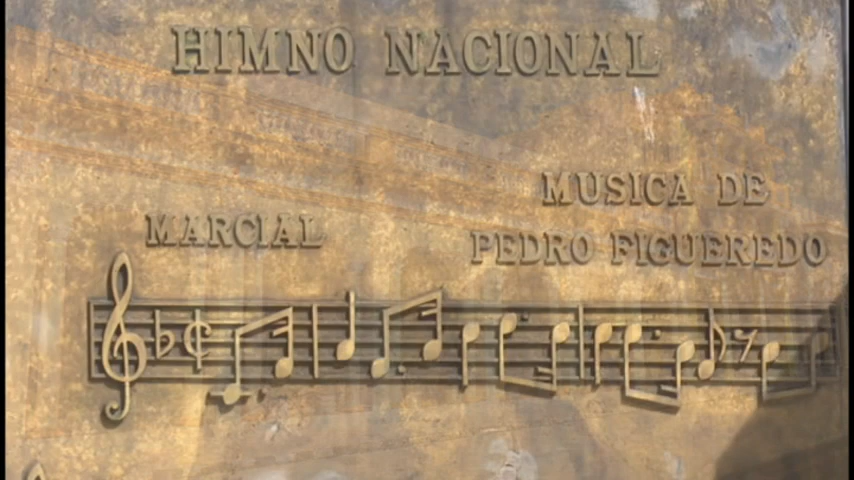 HIMNO NACIONAL
MUSICA DE
MARCIAL
PEDRO FIGUEREDO